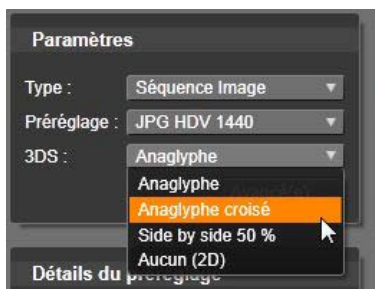 Paramètres
Type : Séquence Image
Préréglage : JPG HDV 1440
3DS : Anaglyphe
Anaglyphe
Anaglyphe croisé
Side by side 50 %
Aucun (2D)
Détails du préréglage